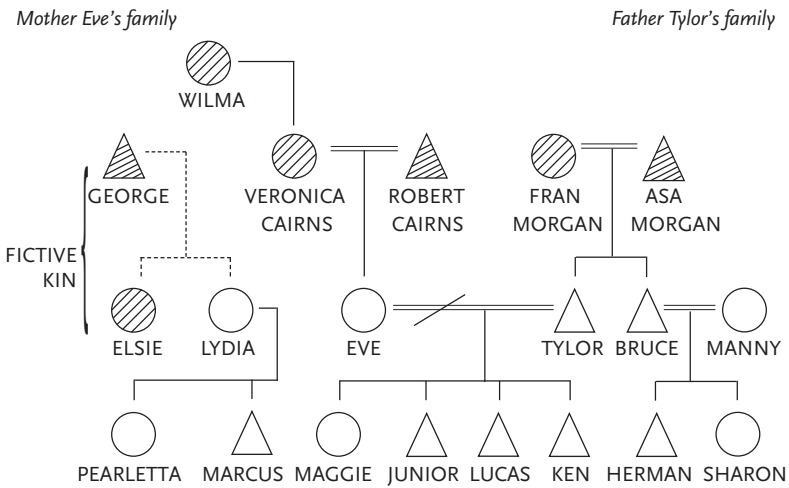 Mother Eve's family
Father Tylor's family
WILMA
GEORGE
VERONICA
CAIRNS
ROBERT
CAIRNS
FRAN
MORGAN
ASA
MORGAN
FICTIVE
KIN
ELSIE
LYDIA
EVE
TYLOR
BRUCE
MANNY
PEARLETTA
MARCUS
MAGGIE
JUNIOR
LUCAS
KEN
HERMAN
SHARON